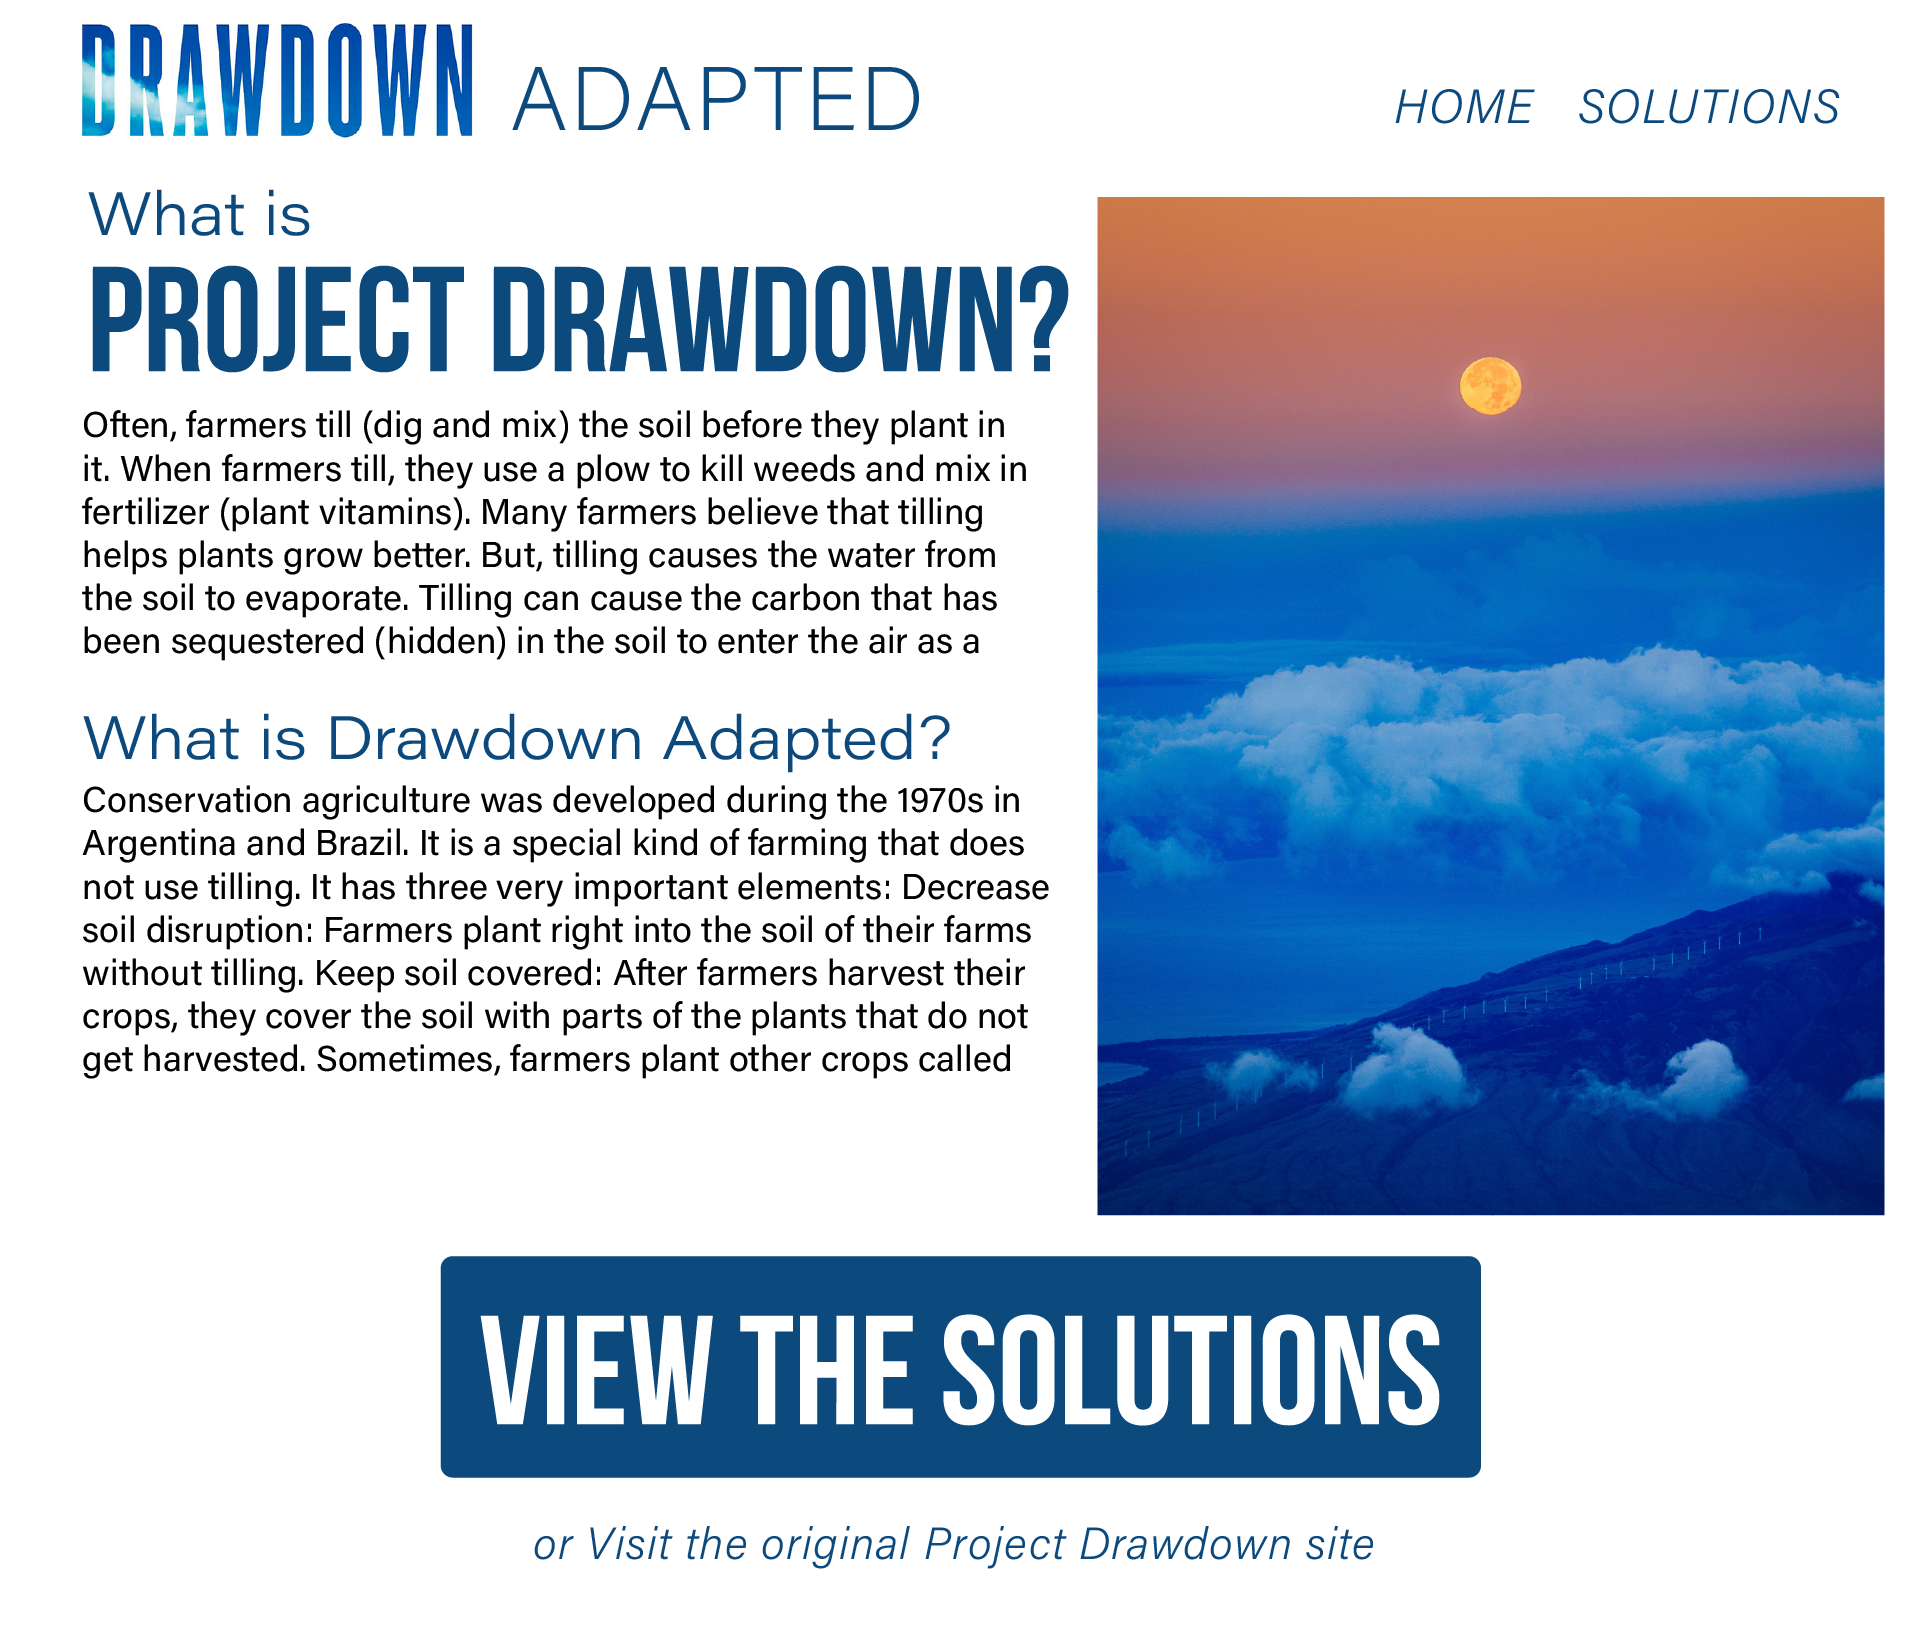 DRAWDOWN ADAPTED
HOME SOLUTIONS
What is
PROJECT DRAWDOWN?
Often, farmers till (dig and mix) the soil before they plant in
it. When farmers till, they use a plow to kill weeds and mix in
fertilizer (plant vitamins). Many farmers believe that tilling
helps plants grow better. But, tilling causes the water from
the soil to evaporate. Tilling can cause the carbon that has
been sequestered (hidden) in the soil to enter the air as a
What is Drawdown Adapted?
Conservation agriculture was developed during the 1970s in
Argentina and Brazil. It is a special kind of farming that does
not use tilling. It has three very important elements: Decrease
soil disruption: Farmers plant right into the soil of their farms
without tilling. Keep soil covered: After farmers harvest their
crops, they cover the soil with parts of the plants that do not
get harvested. Sometimes, farmers plant other crops called
VIEW THE SOLUTIONS
or Visit the original Project Drawdown site